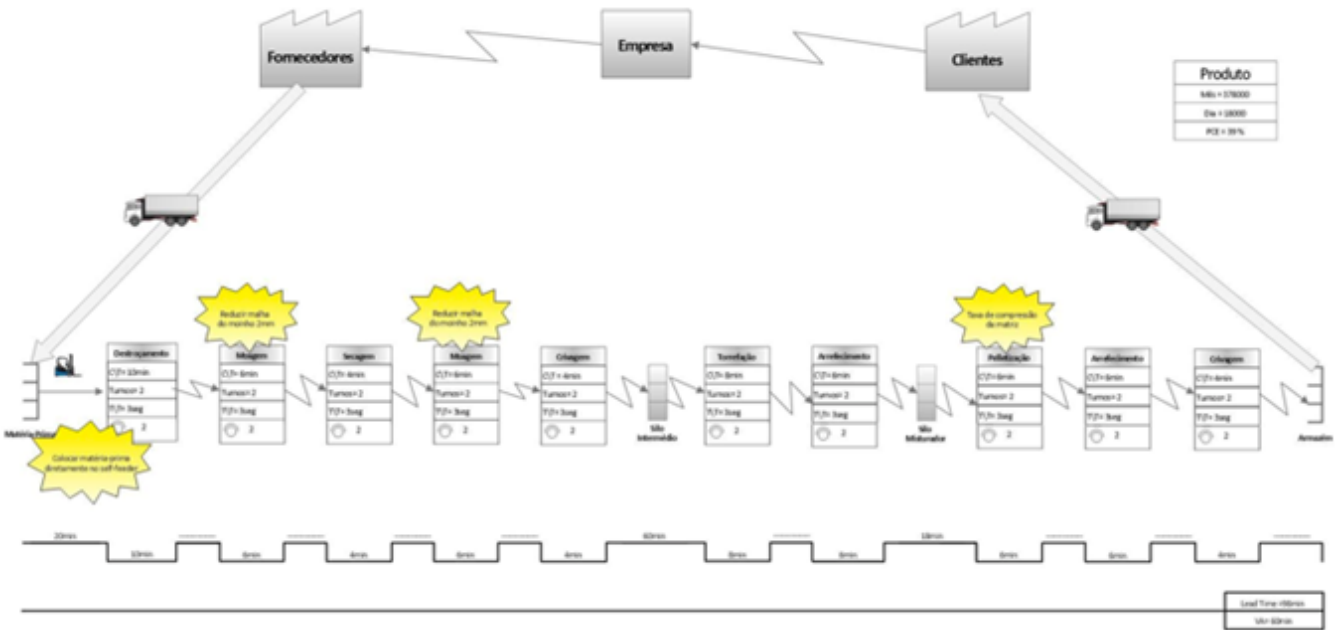 Fornecedores
Empresa
Clientes
Produto
Mês = 378000
Dia = 18000
PCE = 39 %
Reduzir malha
do moinho 2mm
Reduzir malha
do moinho 2mm
Taxa de compressão
da matriz
Destroçamento
C\T= 10min
Turnos= 2
T\T= 3seg
2
Moagem
C\T= 6min
Turnos= 2
T\T= 3seg
2
Secagem
C\T= 4min
Turnos= 2
T\T= 3seg
2
Moagem
C\T= 6min
Turnos= 2
T\T= 3seg
2
Crivagem
C\T= 4min
Turnos= 2
T\T= 3seg
2
Silo
Intermédio
Torrefação
C\T= 8min
Turnos= 2
T\T= 3seg
2
Arrefecimento
Turnos= 2
T\T= 3seg
2
Silo
Misturador
Pelletização
C\T= 6min
Turnos= 2
T\T= 3seg
2
Arrefecimento
C\T= 6min
Turnos= 2
T\T= 3seg
2
Crivagem
C\T= 4min
Turnos= 2
T\T= 3seg
2
Matéria-Prima
Armazém
Colocar matéria-prima
diretamente no self-feeder
20min
60min
10min
6min
4min
6min
4min
8min
6min
6min
4min
Lead Time =
VA= 60min